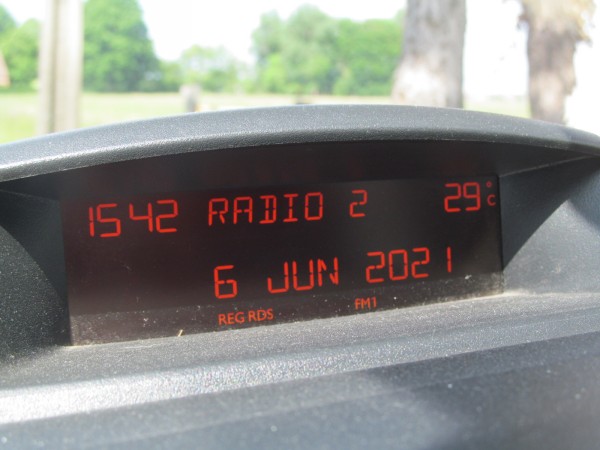 1542 RADIO 2 29°C
6 JUN 2021
REG RDS FM1